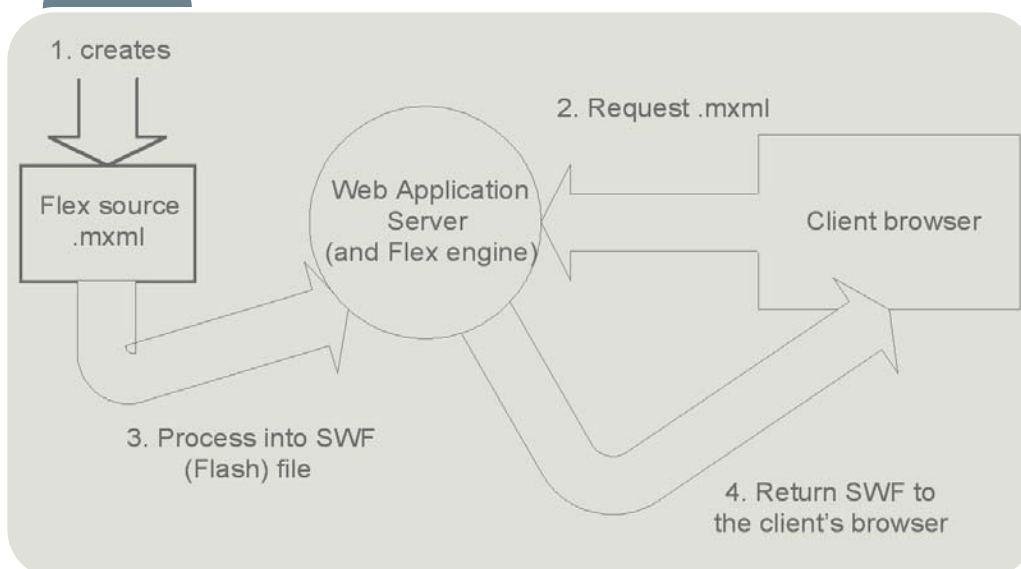 1. creates
2. Request .mxml
Flex source
.mxml
Web Application
Server
(and Flex engine)
Client browser
3. Process into SWF
(Flash) file
4. Return SWF to
the client's browser